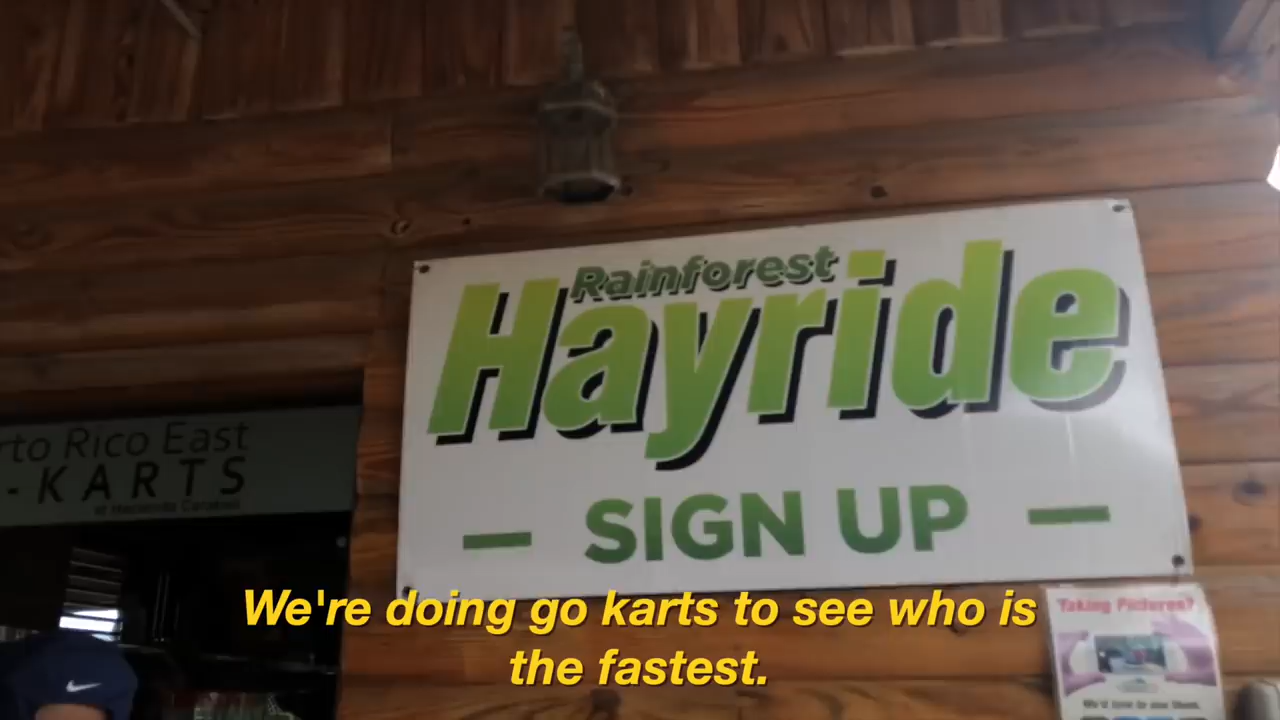 Rainforest
Hayride
— SIGN UP —
rto Rico East
-KARTS
Taking Pictures?
We're doing go karts to see who is
the fastest.